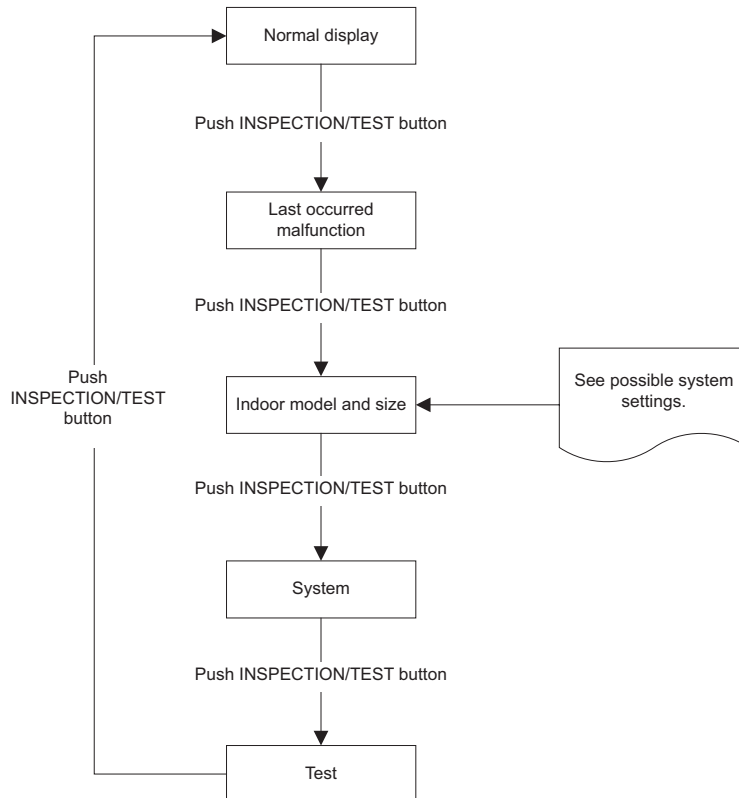 Normal display
Push INSPECTION/TEST button
Last occurred
malfunction
Push INSPECTION/TEST button
Indoor model and size
See possible system
settings.
Push
INSPECTION/TEST
button
Push INSPECTION/TEST button
System
Push INSPECTION/TEST button
Test